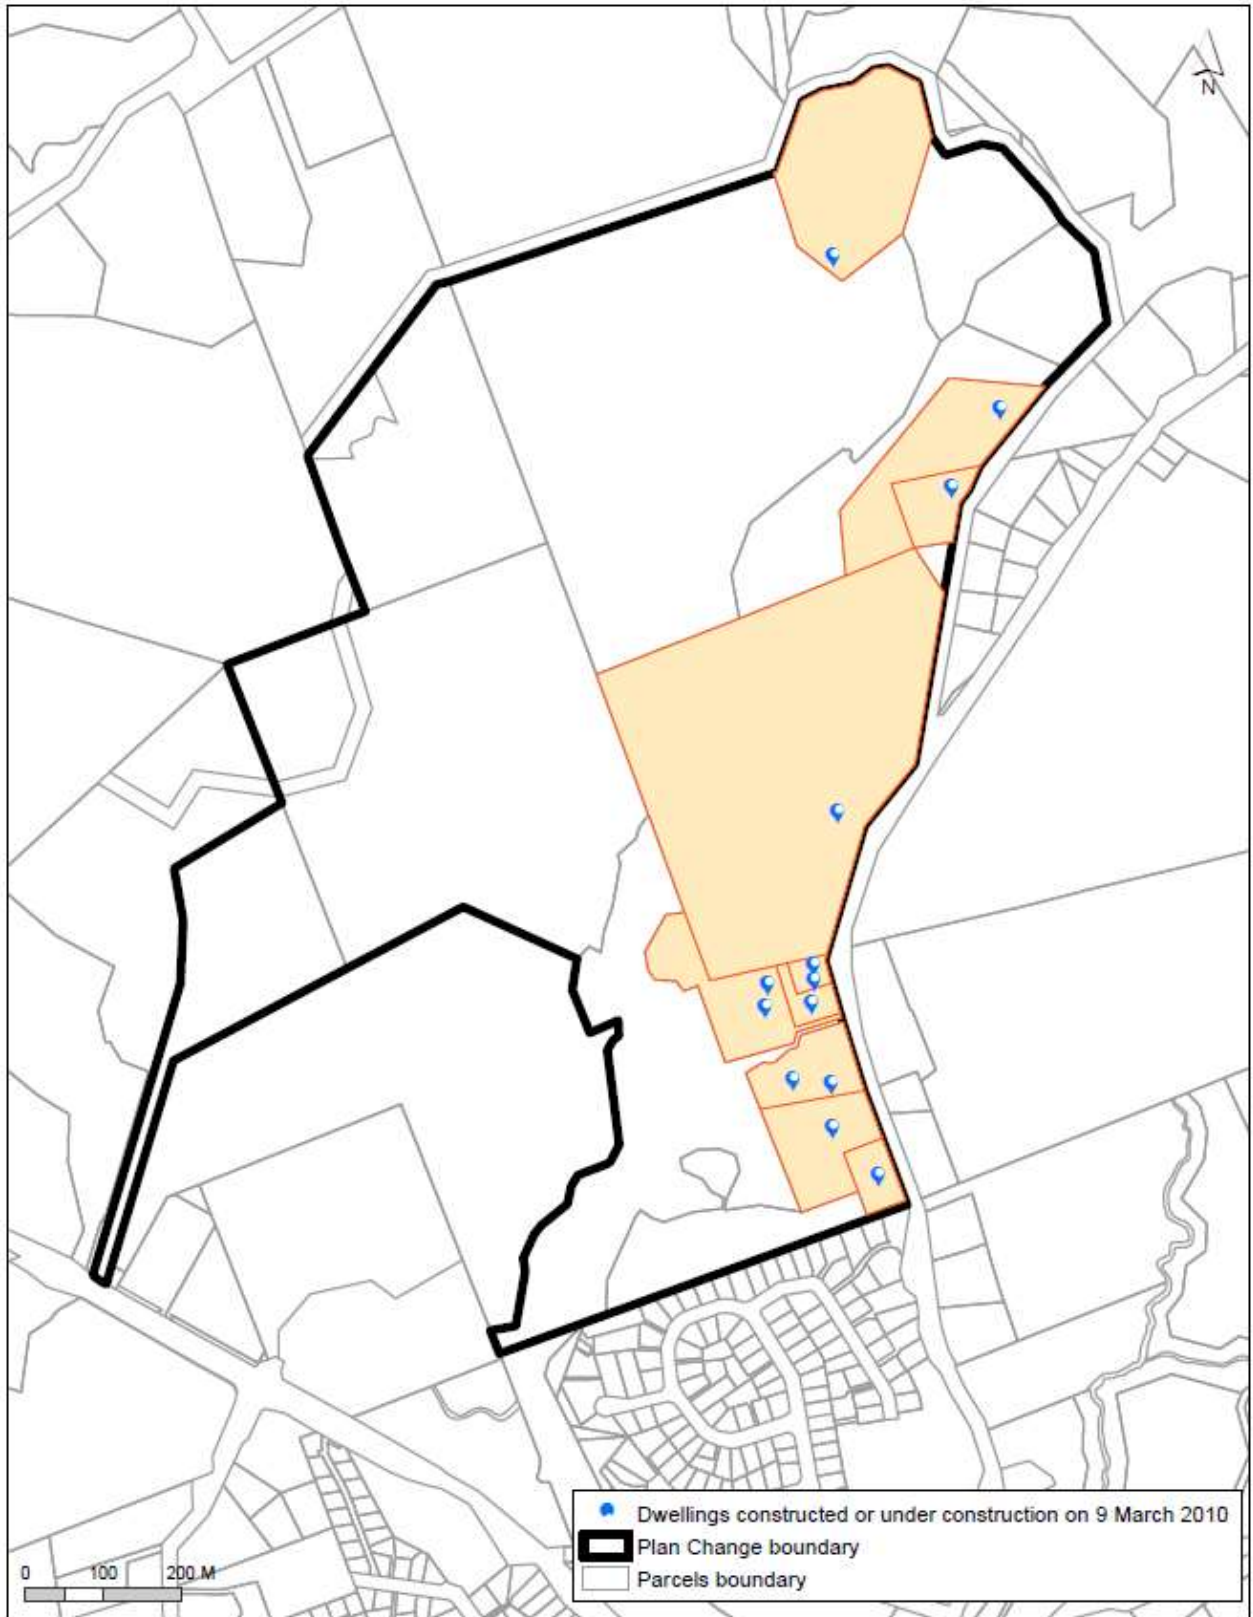 N
Dwellings constructed or under construction on 9 March 2010
Plan Change boundary
Parcels boundary
0 100 200 M